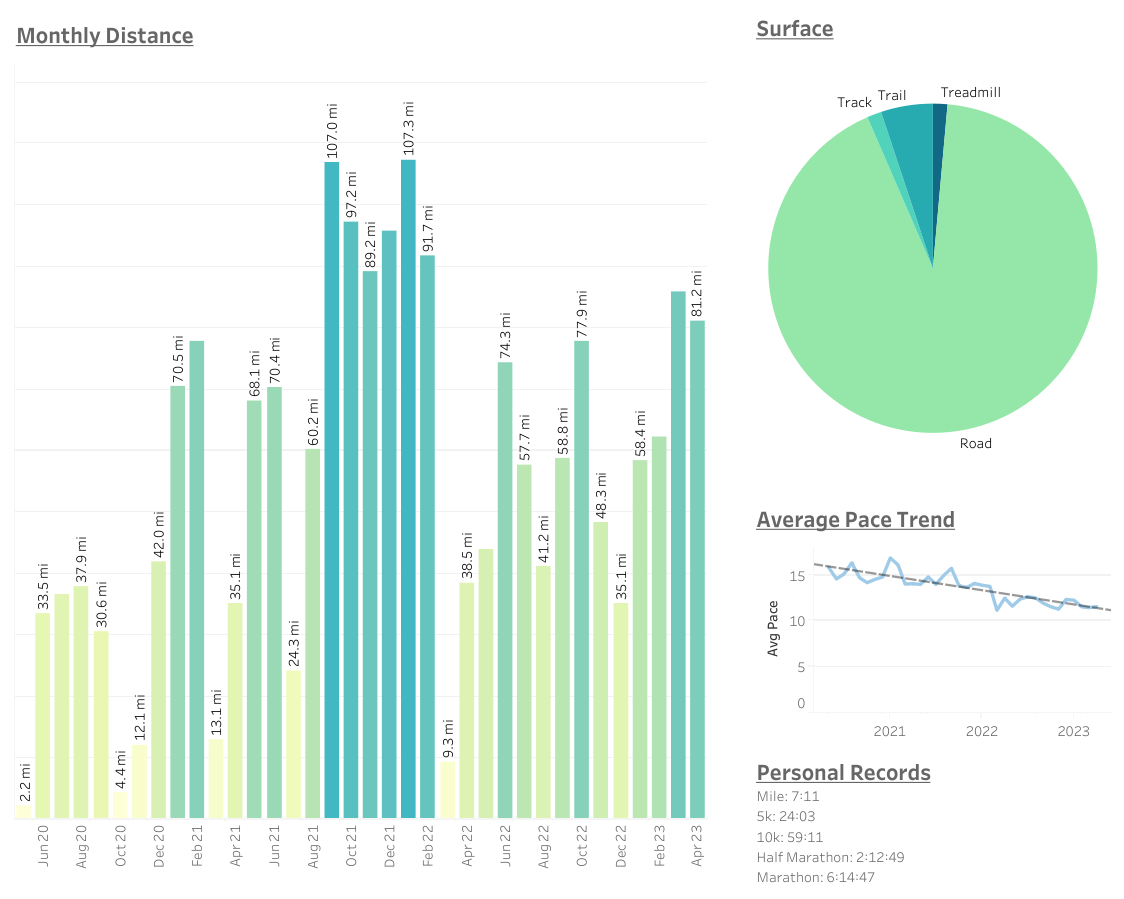 Monthly Distance
2.2 mi
33.5 mi
37.9 mi
30.6 mi
4.4 mi
12.1 mi
42.0 mi
70.5 mi
13.1 mi
35.1 mi
68.1 mi
70.4 mi
24.3 mi
60.2 mi
107.0 mi
97.2 mi
89.2 mi
107.3 mi
91.7 mi
9.3 mi
38.5 mi
74.3 mi
57.7 mi
41.2 mi
58.8 mi
77.9 mi
48.3 mi
35.1 mi
58.4 mi
81.2 mi
Jun 20
Aug 20
Oct 20
Dec 20
Feb 21
Apr 21
Jun 21
Aug 21
Oct 21
Dec 21
Feb 22
Apr 22
Jun 22
Aug 22
Oct 22
Dec 22
Feb 23
Apr 23
Surface
Track
Trail
Treadmill
Road
Average Pace Trend
Avg Pace
15
10
5
0
2021
2022
2023
Personal Records
Mile: 7:11
5k: 24:03
10k: 59:11
Half Marathon: 2:12:49
Marathon: 6:14:47